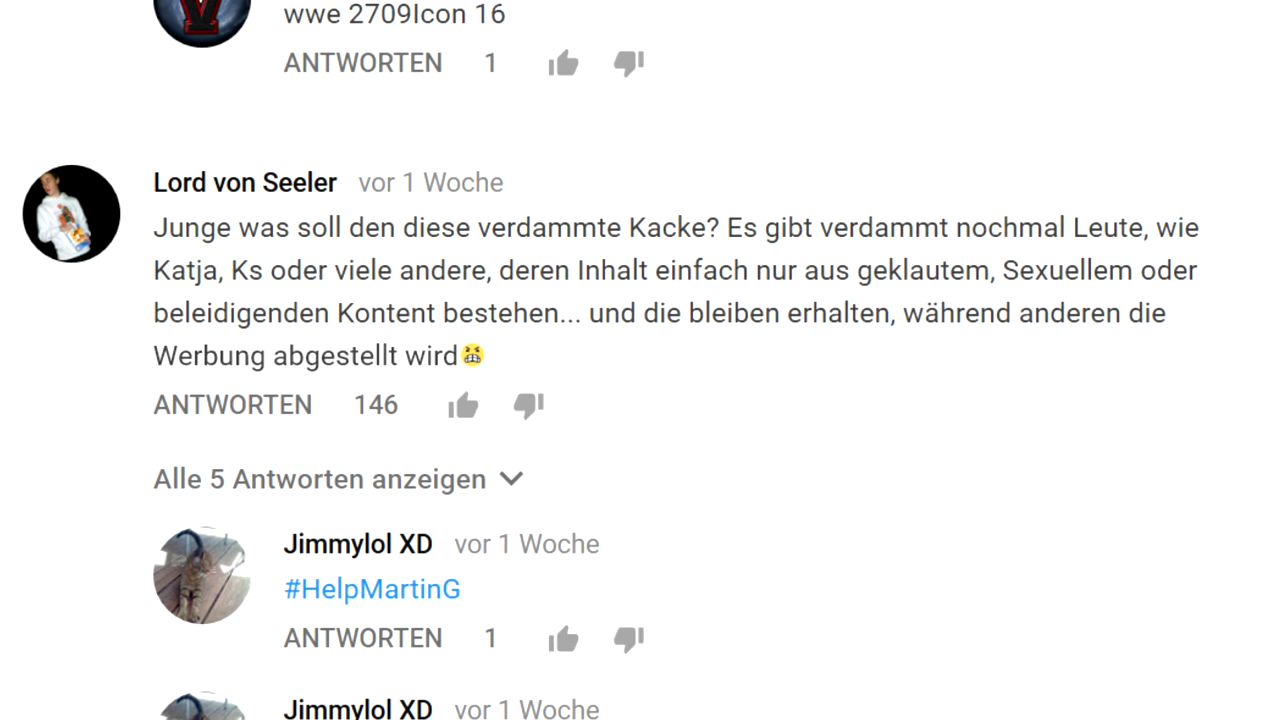 wwe 2709Icon 16
ANTWORTEN 1
Lord von Seeler vor 1 Woche
Junge was soll den diese verdammte Kacke? Es gibt verdammt nochmal Leute, wie
Katja, Ks oder viele andere, deren Inhalt einfach nur aus geklautem, Sexuellem oder
beleidigenden Kontent bestehen... und die bleiben erhalten, während anderen die
Werbung abgestellt wird😬
ANTWORTEN 146
Alle 5 Antworten anzeigen
Jimmylol XD vor 1 Woche
#HelpMartinG
ANTWORTEN 1
Jimmylol XD vor 1 Woche